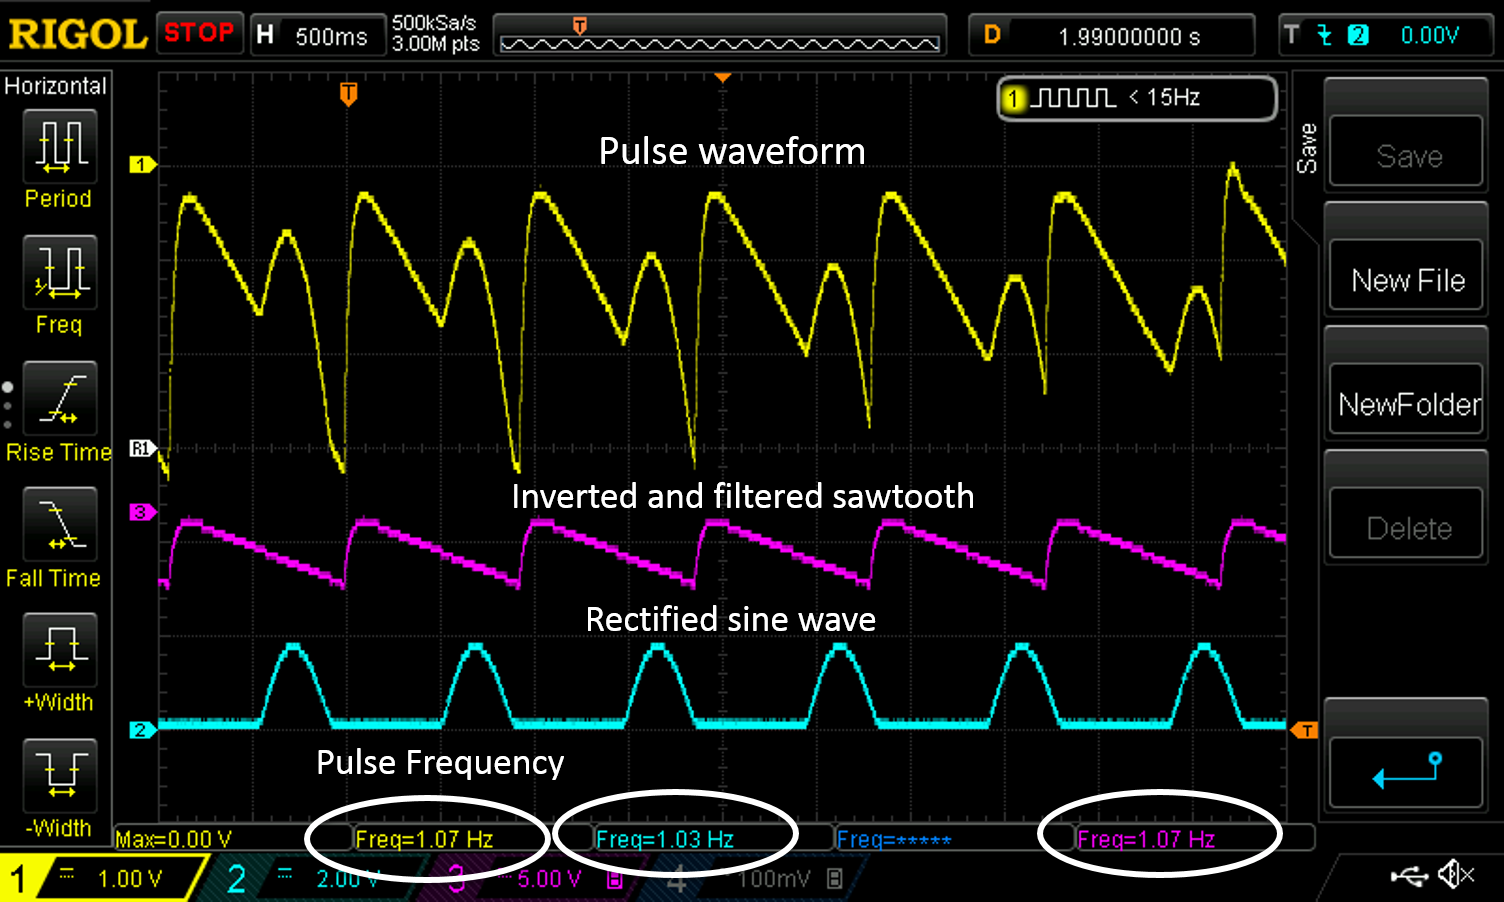 RIGOL STOP H 500ms 500kSa/s 3.00M pts T D 1.99000000 s T 2 0.00V
Horizontal
T
1 < 15Hz
Save
Pulse waveform
Save
1
Period
New File
1/
Freq
NewFolder
R1
Rise Time
Inverted and filtered sawtooth
3
Delete
Fall Time
Rectified sine wave
+Width
2
T
Pulse Frequency
-Width
Max=0.00 V Freq=1.07 Hz Freq=1.03 Hz Freq=***** Freq=1.07 Hz
1 1.00 V 2 2.00 V 3 5.00 V B 4 100mV B